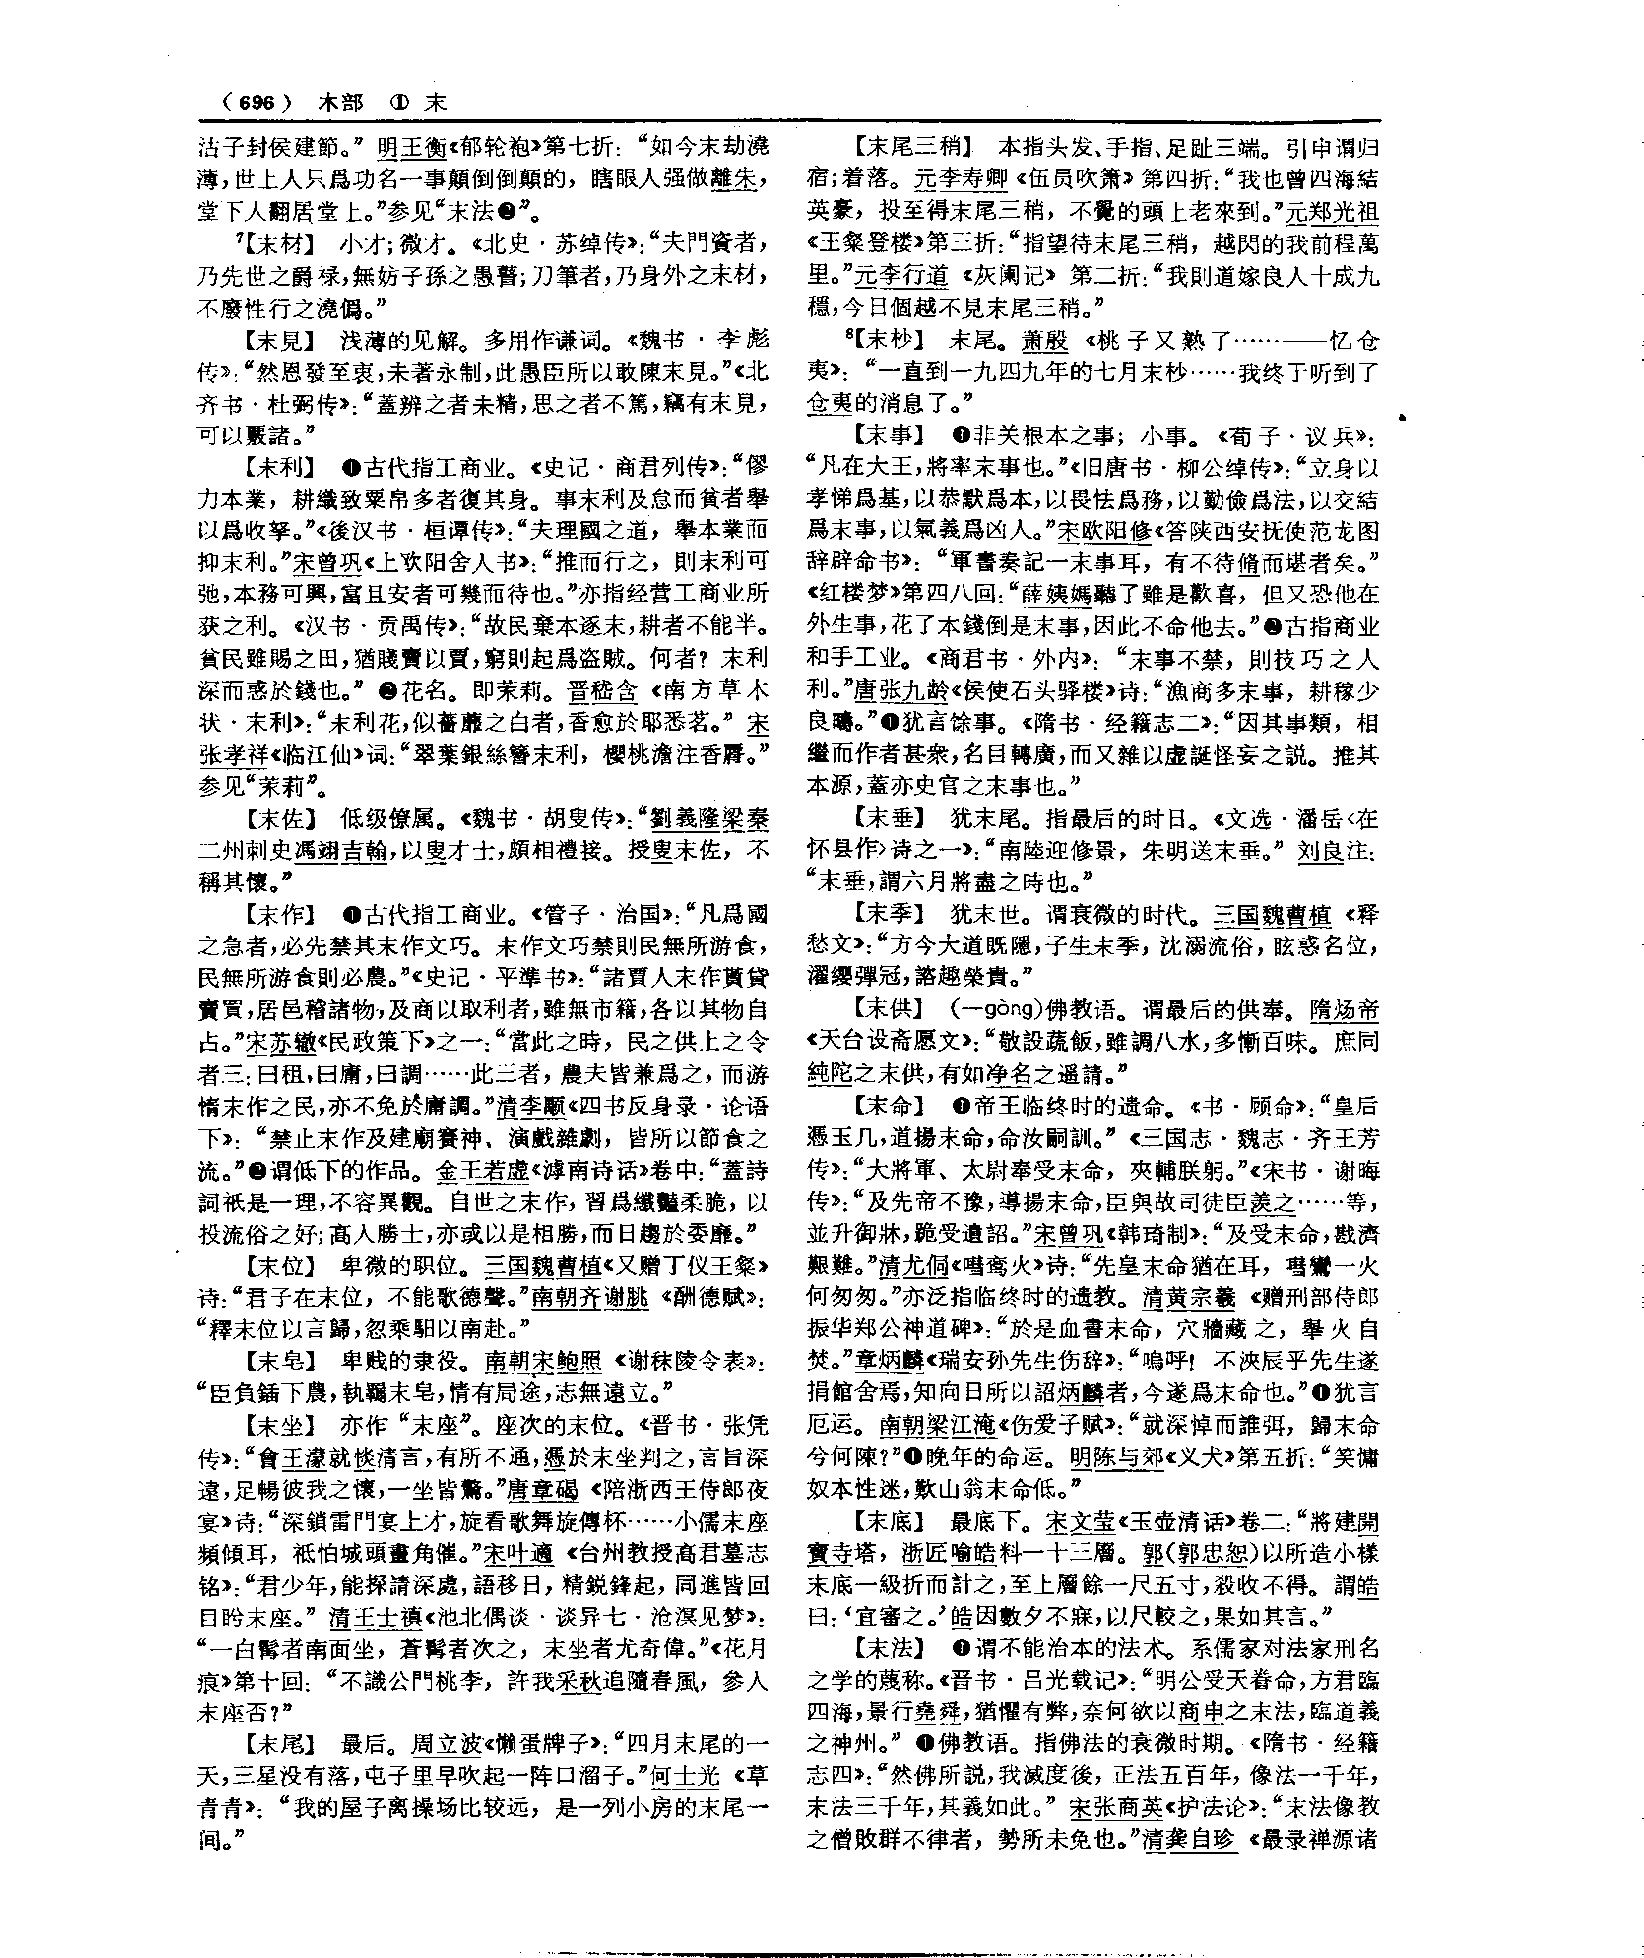 （696） 木部 ① 末
沽子封侯建節。”明王衡《郁轮袍》第七折：“如今末劫澆
薄，世上人只爲功名一事顛倒倒顛的，瞎眼人强做離朱，
堂下人翻居堂上。”参见“末法❷”。
7【末材】 小才；微才。《北史·苏绰传》：“夫門資者，
乃先世之爵禄，無妨子孫之愚瞽；刀筆者，乃身外之末材，
不廢性行之澆僞。”
【末見】 浅薄的见解。多用作谦词。《魏书·李彪
传》：“然恩發至衷，未著永制，此愚臣所以敢陳末見。”《北
齐书·杜弼传》：“蓋辨之者未精，思之者不篤，竊有末見，
可以覈諸。”
【末利】 ❶古代指工商业。《史记·商君列传》：“僇
力本業，耕織致粟帛多者復其身。事末利及怠而貧者舉
以爲收孥。”《後汉书·桓谭传》：“夫理國之道，舉本業而
抑末利。”宋曾巩《上欧阳舍人书》：“推而行之，則末利可
弛，本務可興，富且安者可幾而待也。”亦指经营工商业所
获之利。《汉书·贡禹传》：“故民棄本逐末，耕者不能半。
貧民雖賜之田，猶賤賣以賈，窮則起爲盗賊。何者？末利
深而惑於錢也。”❷花名。即茉莉。晋嵇含《南方草木
状·末利》：“末利花，似薔蘼之白者，香愈於耶悉茗。”宋
张孝祥《临江仙》词：“翠葉銀絲簪末利，櫻桃澹注香脣。”
参见“茉莉”。
【末佐】 低级僚属。《魏书·胡叟传》：“劉義隆梁秦
二州刺史馮翊吉翰，以叟才士，頗相禮接。授叟末佐，不
稱其懷。”
【末作】 ❶古代指工商业。《管子·治国》：“凡爲國
之急者，必先禁其末作文巧。末作文巧禁則民無所游食，
民無所游食則必農。”《史记·平準书》：“諸賈人末作貰貸
賣買，居邑稽諸物，及商以取利者，雖無市籍，各以其物自
占。”宋苏辙《民政策下》之一：“當此之時，民之供上之令
者三：曰租，曰庸，曰調……此三者，農夫皆兼爲之，而游
惰末作之民，亦不免於庸調。”清李颙《四书反身录·论语
下》：“禁止末作及建廟賽神、演戲雜劇，皆所以節食之
流。”❷谓低下的作品。金王若虚《滹南诗话》卷中：“蓋詩
詞衹是一理，不容異觀。自世之末作，習爲纖豔柔脆，以
投流俗之好；高人勝士，亦或以是相勝，而日趨於委靡。”
【末位】 卑微的职位。三国魏曹植《又赠丁仪王粲》
诗：“君子在末位，不能歌德聲。”南朝齐谢朓《酬德赋》：
“釋末位以言歸，忽乘馹以南赴。”
【末皂】 卑贱的隶役。南朝宋鲍照《谢秣陵令表》：
“臣負鍤下農，執羈末皂，情有局途，志無遠立。”
【末坐】 亦作“末座”。座次的末位。《晋书·张凭
传》：“會王濛就惔清言，有所不通，憑於末坐判之，言旨深
遠，足暢彼我之懷，一坐皆驚。”唐章碣《陪浙西王侍郎夜
宴》诗：“深鎖雷門宴上才，旋看歌舞旋傳杯……小儒末座
頻傾耳，祗怕城頭畫角催。”宋叶適《台州教授高君墓志
铭》：“君少年，能探請深處，語移日，精鋭鋒起，同進皆回
目盻末座。”清王士禛《池北偶谈·谈异七·沧溟见梦》：
“一白髯者南面坐，蒼髯者次之，末坐者尤奇偉。”《花月
痕》第十回：“不識公門桃李，許我采秋追隨春風，參人
末座否？”
【末尾】 最后。周立波《懒蛋牌子》：“四月末尾的一
天，三星没有落，屯子里早吹起一阵口溜子。”何士光《草
青青》：“我的屋子离操场比较远，是一列小房的末尾一
间。”
【末尾三稍】 本指头发、手指、足趾三端。引申谓归
宿；着落。元李寿卿《伍员吹箫》第四折：“我也曾四海結
英豪，投至得末尾三稍，不覺的頭上老來到。”元郑光祖
《王粲登楼》第三折：“指望待末尾三稍，越閃的我前程萬
里。”元李行道《灰阑记》第二折：“我則道嫁良人十成九
穩，今日個越不見末尾三稍。”
8【末杪】 末尾。萧殷《桃子又熟了……——忆仓
夷》：“一直到一九四九年的七月末杪……我终于听到了
仓夷的消息了。”
【末事】 ❶非关根本之事；小事。《荀子·议兵》：
“凡在大王，將率末事也。”《旧唐书·柳公绰传》：“立身以
孝悌爲基，以恭默爲本，以畏怯爲務，以勤儉爲法，以交結
爲末事，以氣義爲凶人。”宋欧阳修《答陕西安抚使范龙图
辞辟命书》：“軍書奏記一末事耳，有不待脩而堪者矣。”
《红楼梦》第四八回：“薛姨媽聽了雖是歡喜，但又恐他在
外生事，花了本錢倒是末事，因此不命他去。”❷古指商业
和手工业。《商君书·外内》：“末事不禁，則技巧之人
利。”唐张九龄《侯使石头驿楼》诗：“漁商多末事，耕稼少
良疇。”❸犹言馀事。《隋书·经籍志二》：“因其事類，相
繼而作者甚衆，名目轉廣，而又雜以虚誕怪妄之説。推其
本源，蓋亦史官之末事也。”
【末垂】 犹末尾。指最后的时日。《文选·潘岳〈在
怀县作〉诗之一》：“南陸迎修景，朱明送末垂。”刘良注：
“末垂，謂六月將盡之時也。”
【末季】 犹末世。谓衰微的时代。三国魏曹植《释
愁文》：“方今大道既隱，子生末季，沈溺流俗，眩惑名位，
濯纓彈冠，諮趣榮貴。”
【末供】 （—gòng）佛教语。谓最后的供奉。隋炀帝
《天台设斋愿文》：“敬設蔬飯，雖調八水，多慚百味。庶同
純陀之末供，有如净名之遥請。”
【末命】 ❶帝王临终时的遗命。《书·顾命》：“皇后
憑玉几，道揚末命，命汝嗣訓。”《三国志·魏志·齐王芳
传》：“大將軍、太尉奉受末命，夾輔朕躬。”《宋书·谢晦
传》：“及先帝不豫，導揚末命，臣與故司徒臣羨之……等，
並升御牀，跪受遺詔。”宋曾巩《韩琦制》：“及受末命，戡濟
艱難。”清尤侗《嘒鸾火》诗：“先皇末命猶在耳，嘒鸞一火
何匆匆。”亦泛指临终时的遗教。清黄宗羲《赠刑部侍郎
振华郑公神道碑》：“於是血書末命，穴牆藏之，舉火自
焚。”章炳麟《瑞安孙先生伤辞》：“嗚呼！不浹辰乎先生遂
捐館舍焉，知向日所以詔炳麟者，今遂爲末命也。”❷犹言
厄运。南朝梁江淹《伤爱子赋》：“就深悼而誰弭，歸末命
兮何陳？”❸晚年的命运。明陈与郊《义犬》第五折：“笑慵
奴本性迷，歎山翁末命低。”
【末底】 最底下。宋文莹《玉壶清话》卷二：“將建開
寶寺塔，浙匠喻皓料一十三層。郭（郭忠恕）以所造小樣
末底一級折而計之，至上層餘一尺五寸，殺收不得。謂皓
曰：‘宜審之。’皓因數夕不寐，以尺較之，果如其言。”
【末法】 ❶谓不能治本的法术。系儒家对法家刑名
之学的蔑称。《晋书·吕光载记》：“明公受天眷命，方君臨
四海，景行堯舜，猶懼有弊，奈何欲以商申之末法，臨道義
之神州。”❷佛教语。指佛法的衰微时期。《隋书·经籍
志四》：“然佛所説，我滅度後，正法五百年，像法一千年，
末法三千年，其義如此。”宋张商英《护法论》：“末法像教
之僧敗群不律者，勢所未免也。”清龚自珍《最录禅源诸